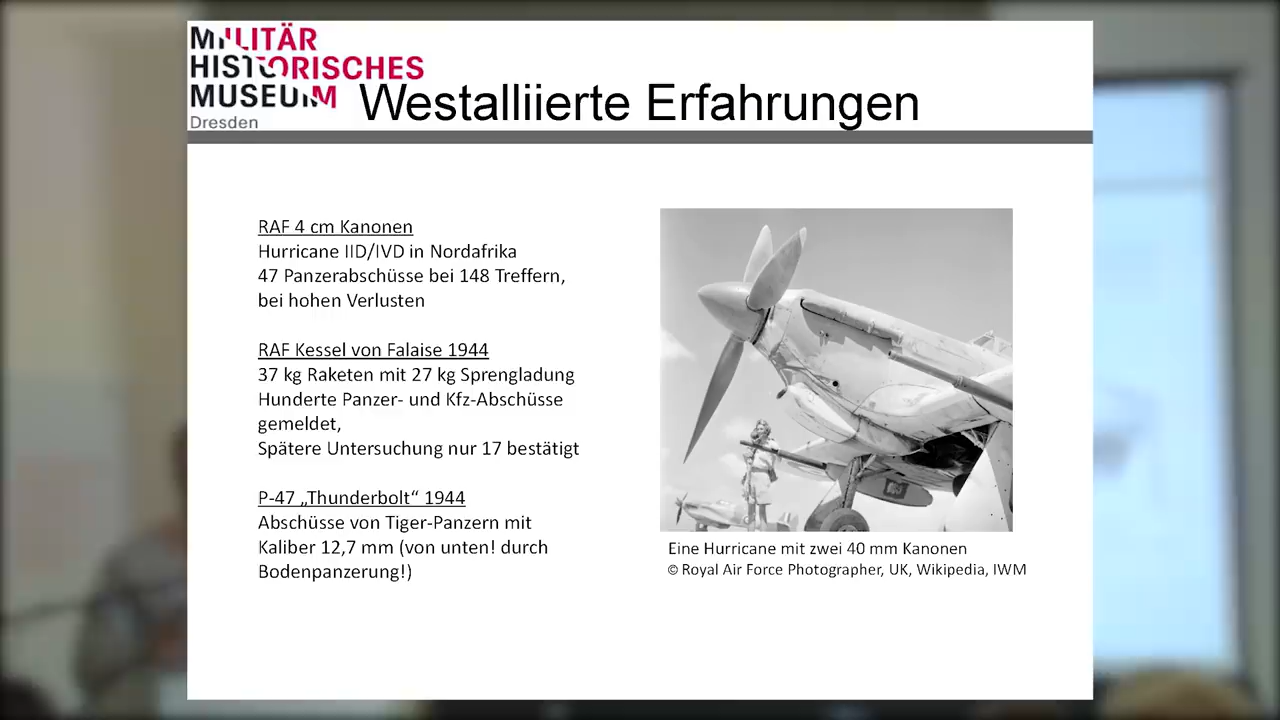 MILITÄR
HISTORISCHES
MUSEUM
Dresden
Westalliierte Erfahrungen
RAF 4 cm Kanonen
Hurricane IID/IVD in Nordafrika
47 Panzerabschüsse bei 148 Treffern,
bei hohen Verlusten
RAF Kessel von Falaise 1944
37 kg Raketen mit 27 kg Sprengladung
Hunderte Panzer- und Kfz-Abschüsse
gemeldet,
Spätere Untersuchung nur 17 bestätigt
P-47 „Thunderbolt“ 1944
Abschüsse von Tiger-Panzern mit
Kaliber 12,7 mm (von unten! durch
Bodenpanzerung!)
Eine Hurricane mit zwei 40 mm Kanonen
© Royal Air Force Photographer, UK, Wikipedia, IWM